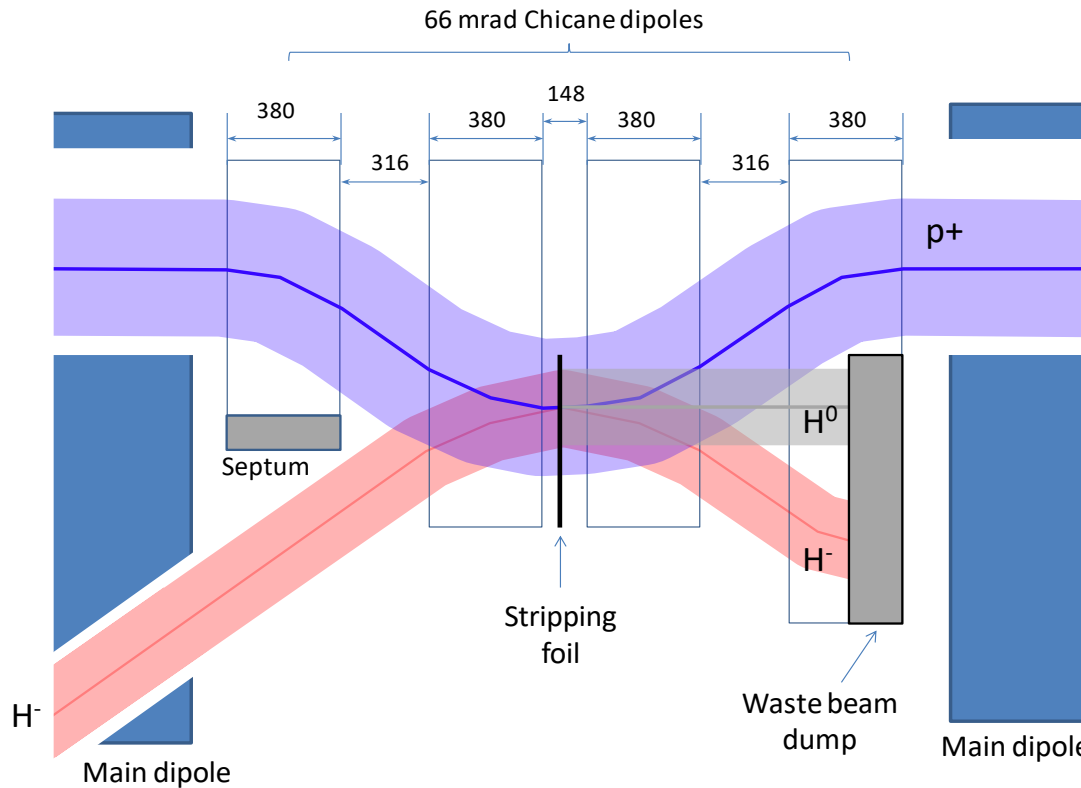 66 mrad Chicane dipoles
148
380
380
380
380
316
316
p+
H⁰
Septum
H⁻
Stripping
foil
H⁻
Waste beam
dump
Main dipole
Main dipole